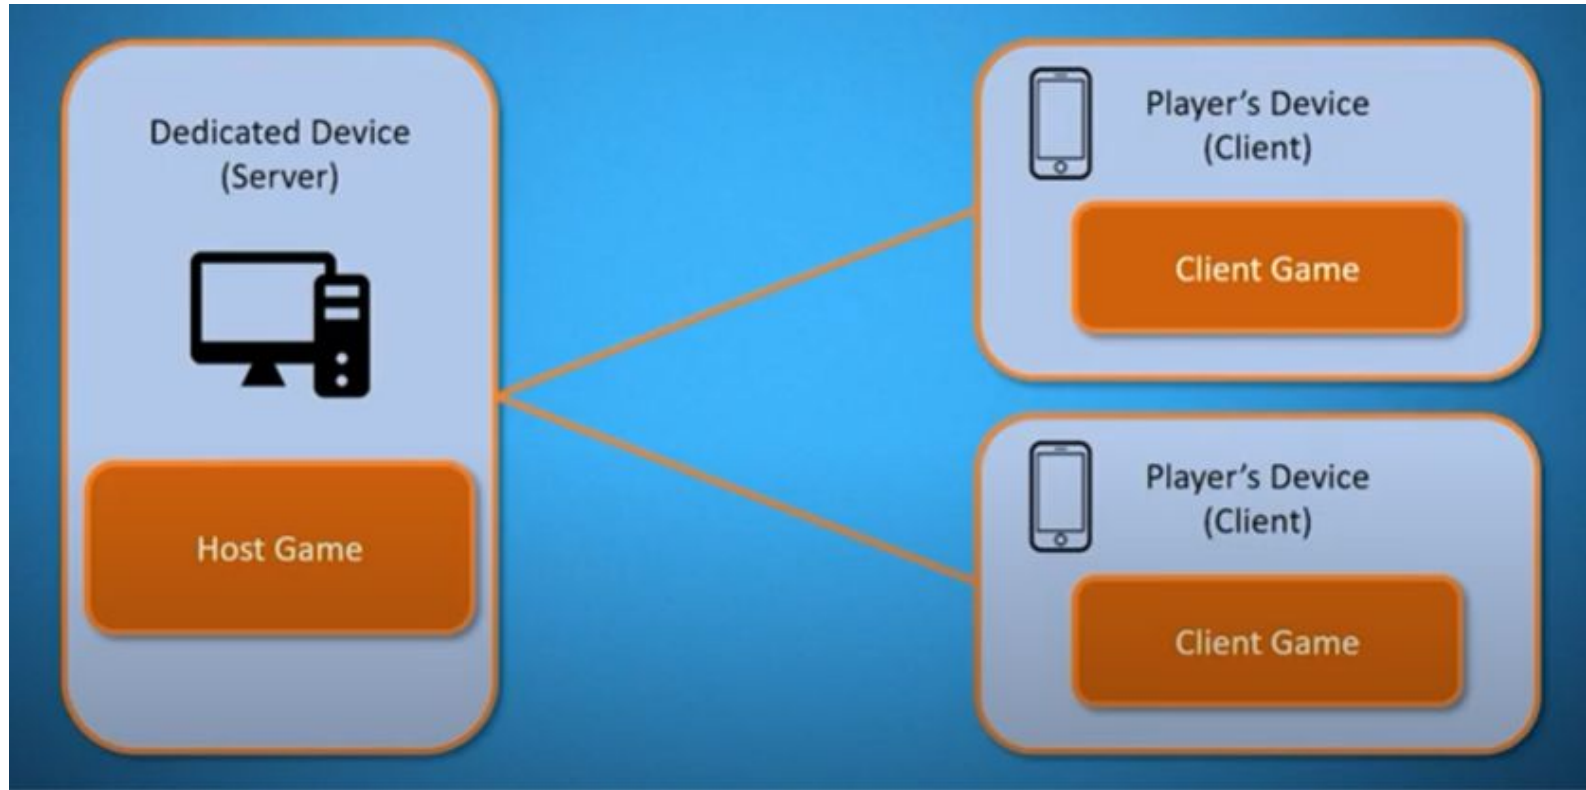 Dedicated Device
(Server)
Host Game
Player's Device
(Client)
Client Game
Player's Device
(Client)
Client Game